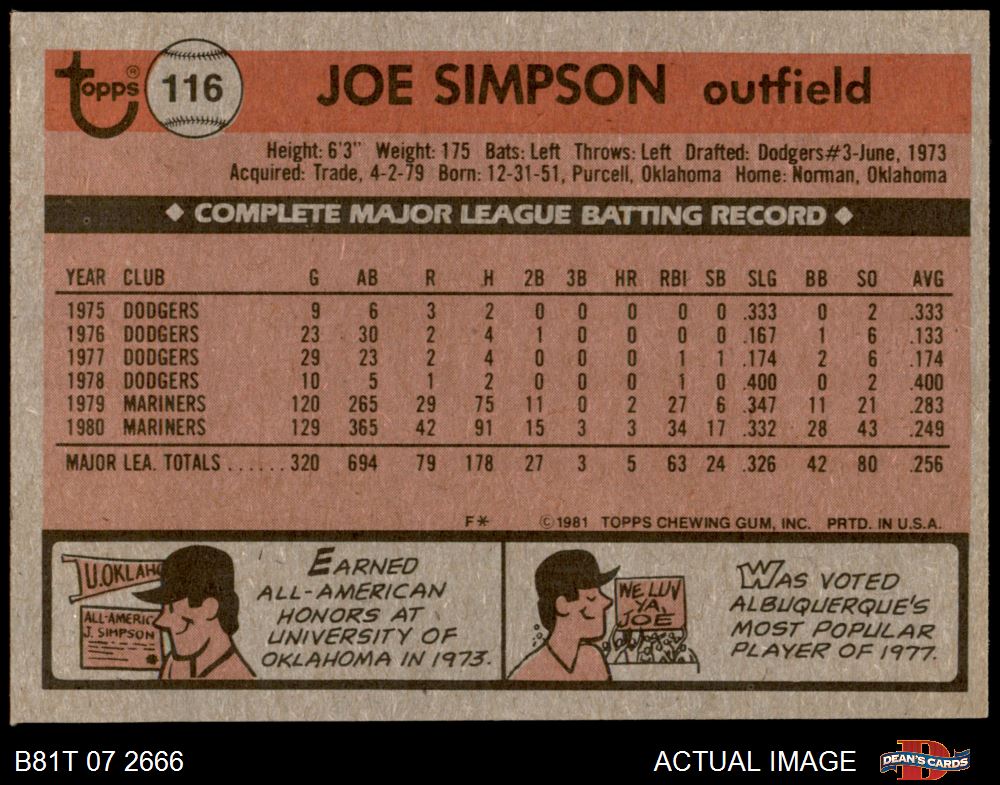 topps® 116 JOE SIMPSON outfield
Height: 6'3" Weight: 175 Bats: Left Throws: Left Drafted: Dodgers#3-June, 1973
Acquired: Trade, 4-2-79 Born: 12-31-51, Purcell, Oklahoma Home: Norman, Oklahoma
◆ COMPLETE MAJOR LEAGUE BATTING RECORD ◆
YEAR CLUB G AB R H 2B 3B HR RBI SB SLG BB SO AVG
1975 DODGERS 9 6 3 2 0 0 0 0 0 .333 0 2 .333
1976 DODGERS 23 30 2 4 1 0 0 0 0 .167 1 6 .133
1977 DODGERS 29 23 2 4 0 0 0 1 1 .174 2 6 .174
1978 DODGERS 10 5 1 2 0 0 0 1 0 .400 0 2 .400
1979 MARINERS 120 265 29 75 11 0 2 27 6 .347 11 21 .283
1980 MARINERS 129 365 42 91 15 3 3 34 17 .332 28 43 .249
MAJOR LEA. TOTALS ...... 320 694 79 178 27 3 5 63 24 .326 42 80 .256
F* ©1981 TOPPS CHEWING GUM, INC. PRTD. IN U.S.A.
U.OKLAHO
ALL-AMERIC
J. SIMPSON
EARNED
ALL-AMERICAN
HONORS AT
UNIVERSITY OF
OKLAHOMA IN 1973.
WE LUV
YA,
JOE
WAS VOTED
ALBUQUERQUE'S
MOST POPULAR
PLAYER OF 1977.
B81T 07 2666 ACTUAL IMAGE DEAN'S CARDS